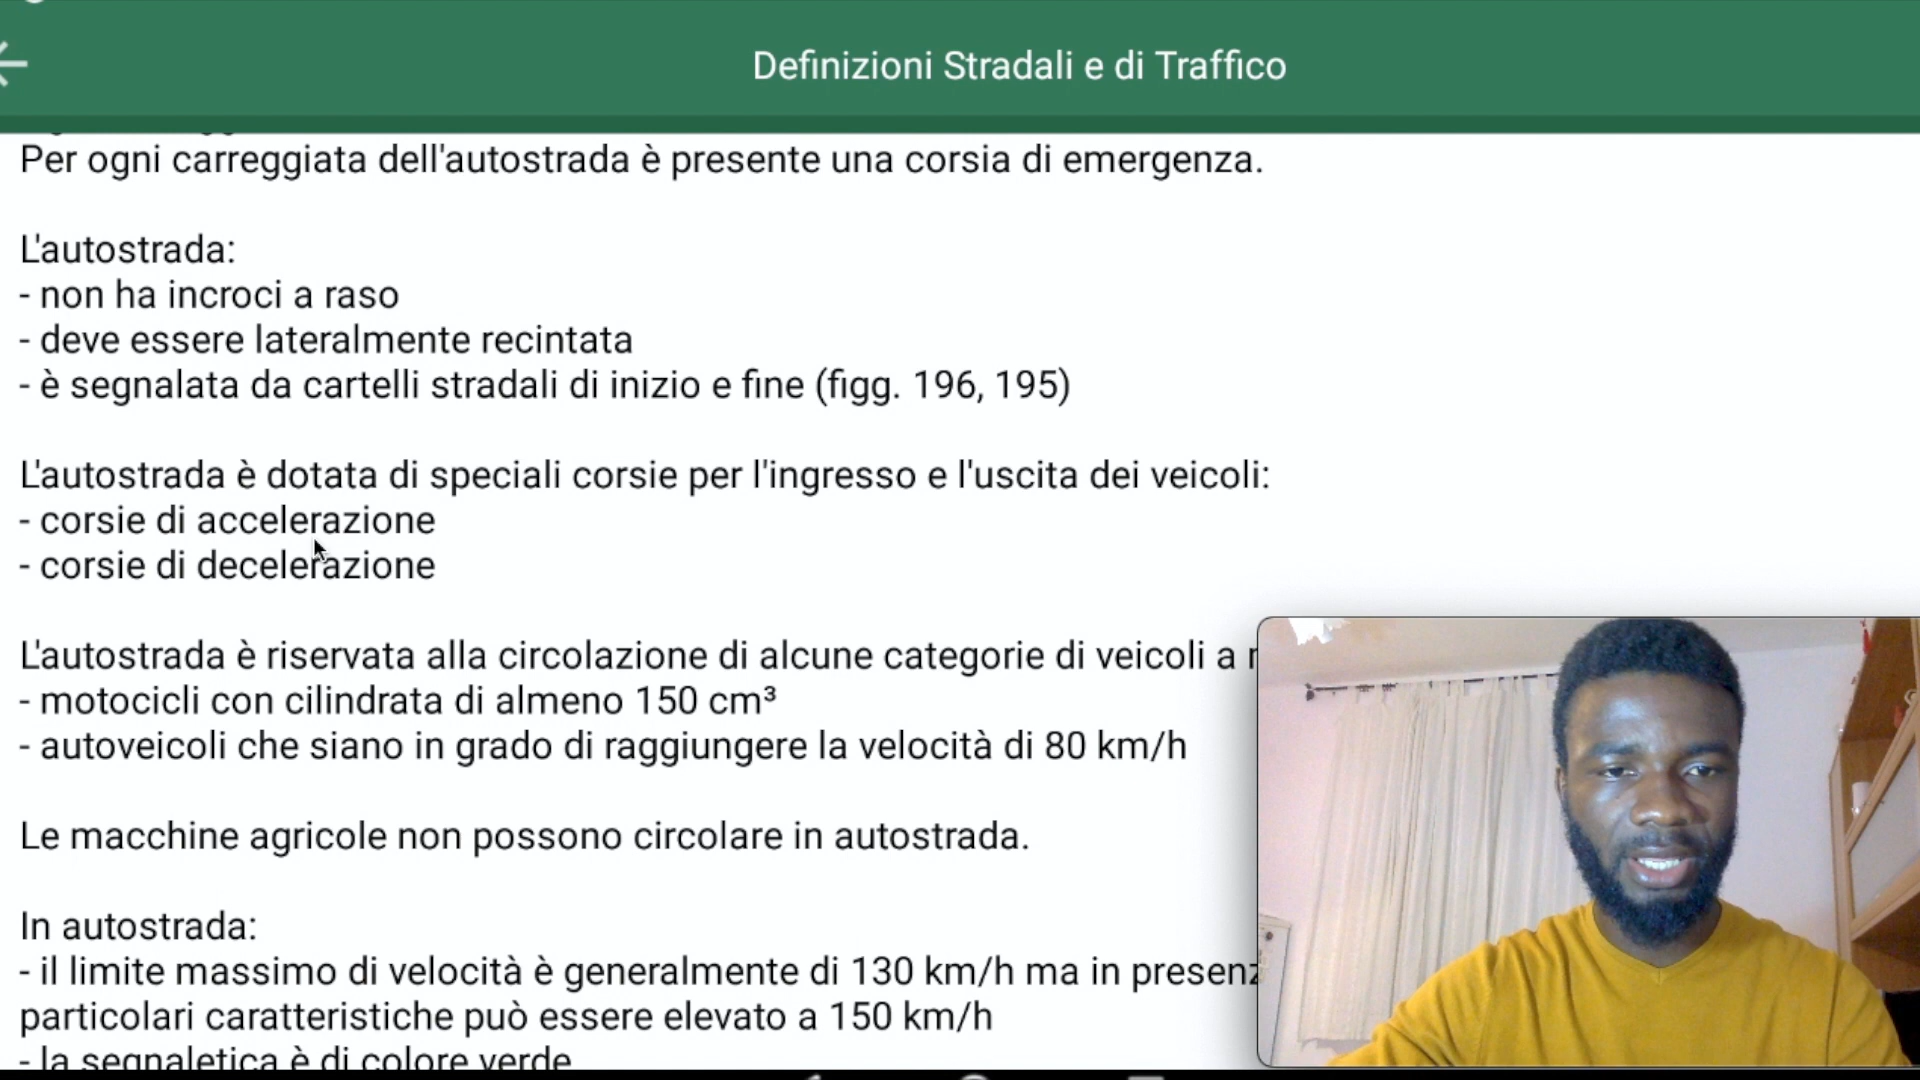 Definizioni Stradali e di Traffico
Per ogni carreggiata dell'autostrada è presente una corsia di emergenza.
L'autostrada:
- non ha incroci a raso
- deve essere lateralmente recintata
- è segnalata da cartelli stradali di inizio e fine (figg. 196, 195)
L'autostrada è dotata di speciali corsie per l'ingresso e l'uscita dei veicoli:
- corsie di accelerazione
- corsie di decelerazione
L'autostrada è riservata alla circolazione di alcune categorie di veicoli a
- motocicli con cilindrata di almeno 150 cm³
- autoveicoli che siano in grado di raggiungere la velocità di 80 km/h
Le macchine agricole non possono circolare in autostrada.
In autostrada:
- il limite massimo di velocità è generalmente di 130 km/h ma in
particolari caratteristiche può essere elevato a 150 km/h
- la segnaletica è di colore verde